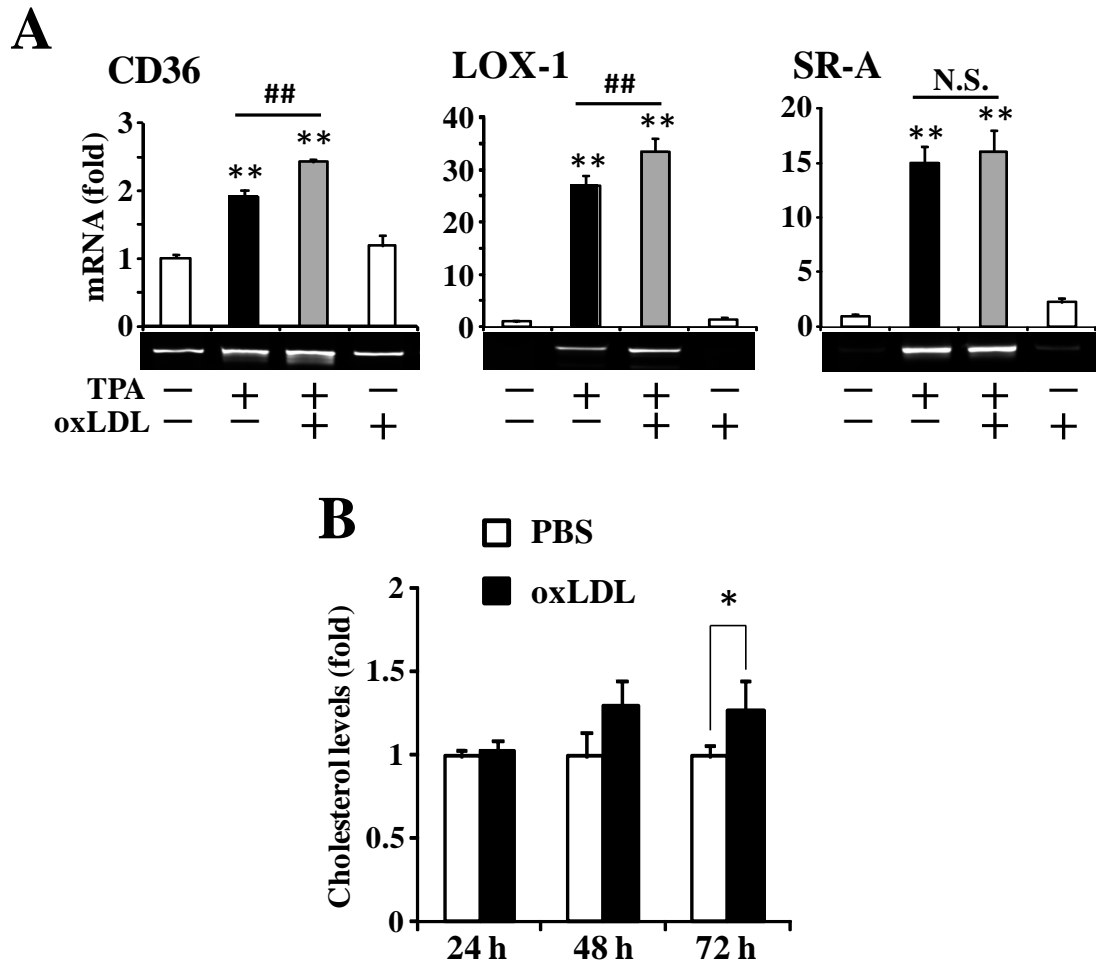 A
CD36
LOX-1
SR-A
##
##
N.S.
** ** ** ** ** **
mRNA (fold)
3
2
1
0
40
30
20
10
0
20
15
10
5
0
TPA — + + — — + + — — + + —
oxLDL — — + + — — + + — — + +
B
PBS
oxLDL
*
Cholesterol levels (fold)
2
1.5
1
0.5
0
24 h 48 h 72 h